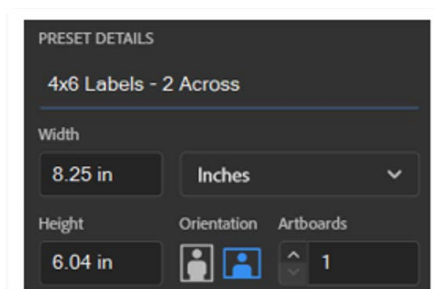 PRESET DETAILS
4x6 Labels - 2 Across
Width
8.25 in Inches
Height Orientation Artboards
6.04 in 1